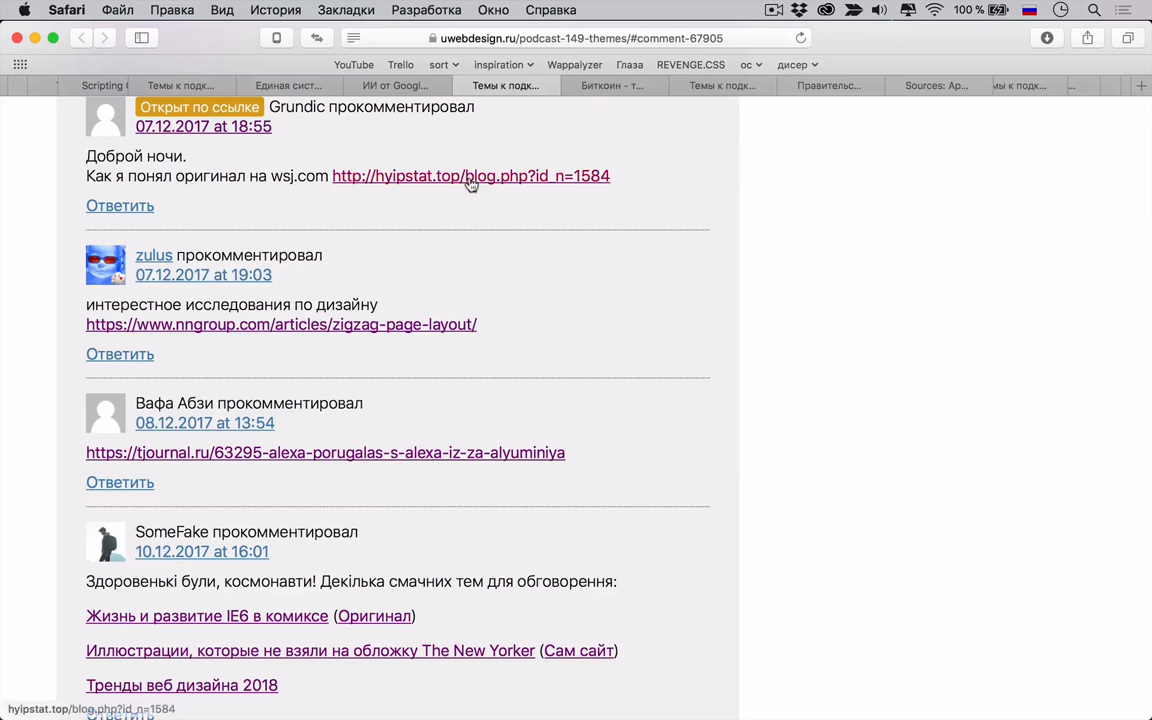 Safari Файл Правка Вид История Закладки Разработка Окно Справка 100 %
uwebdesign.ru/podcast-149-themes/#comment-67905
YouTube Trello sort inspiration Wappalyzer Глаза REVENGE.CSS ос дисер
Scripting Темы к подк... Единая сист... ИИ от Googl... Темы к подк... Биткоин - т... Темы к подк... Правительс... Sources: Ap... мы к подк... ...
Открыт по ссылке Grundic прокомментировал
07.12.2017 at 18:55
Доброй ночи.
Как я понял оригинал на wsj.com http://hyipstat.top/blog.php?id_n=1584
Ответить
zulus прокомментировал
07.12.2017 at 19:03
интерестное исследования по дизайну
https://www.nngroup.com/articles/zigzag-page-layout/
Ответить
Вафа Абзи прокомментировал
08.12.2017 at 13:54
https://tjournal.ru/63295-alexa-porugalas-s-alexa-iz-za-alyuminiya
Ответить
SomeFake прокомментировал
10.12.2017 at 16:01
Здоровенькі були, космонавти! Декілька смачних тем для обговорення:
Жизнь и развитие IE6 в комиксе (Оригинал)
Иллюстрации, которые не взяли на обложку The New Yorker (Сам сайт)
Тренды веб дизайна 2018
hyipstat.top/blog.php?id_n=1584
Ответить